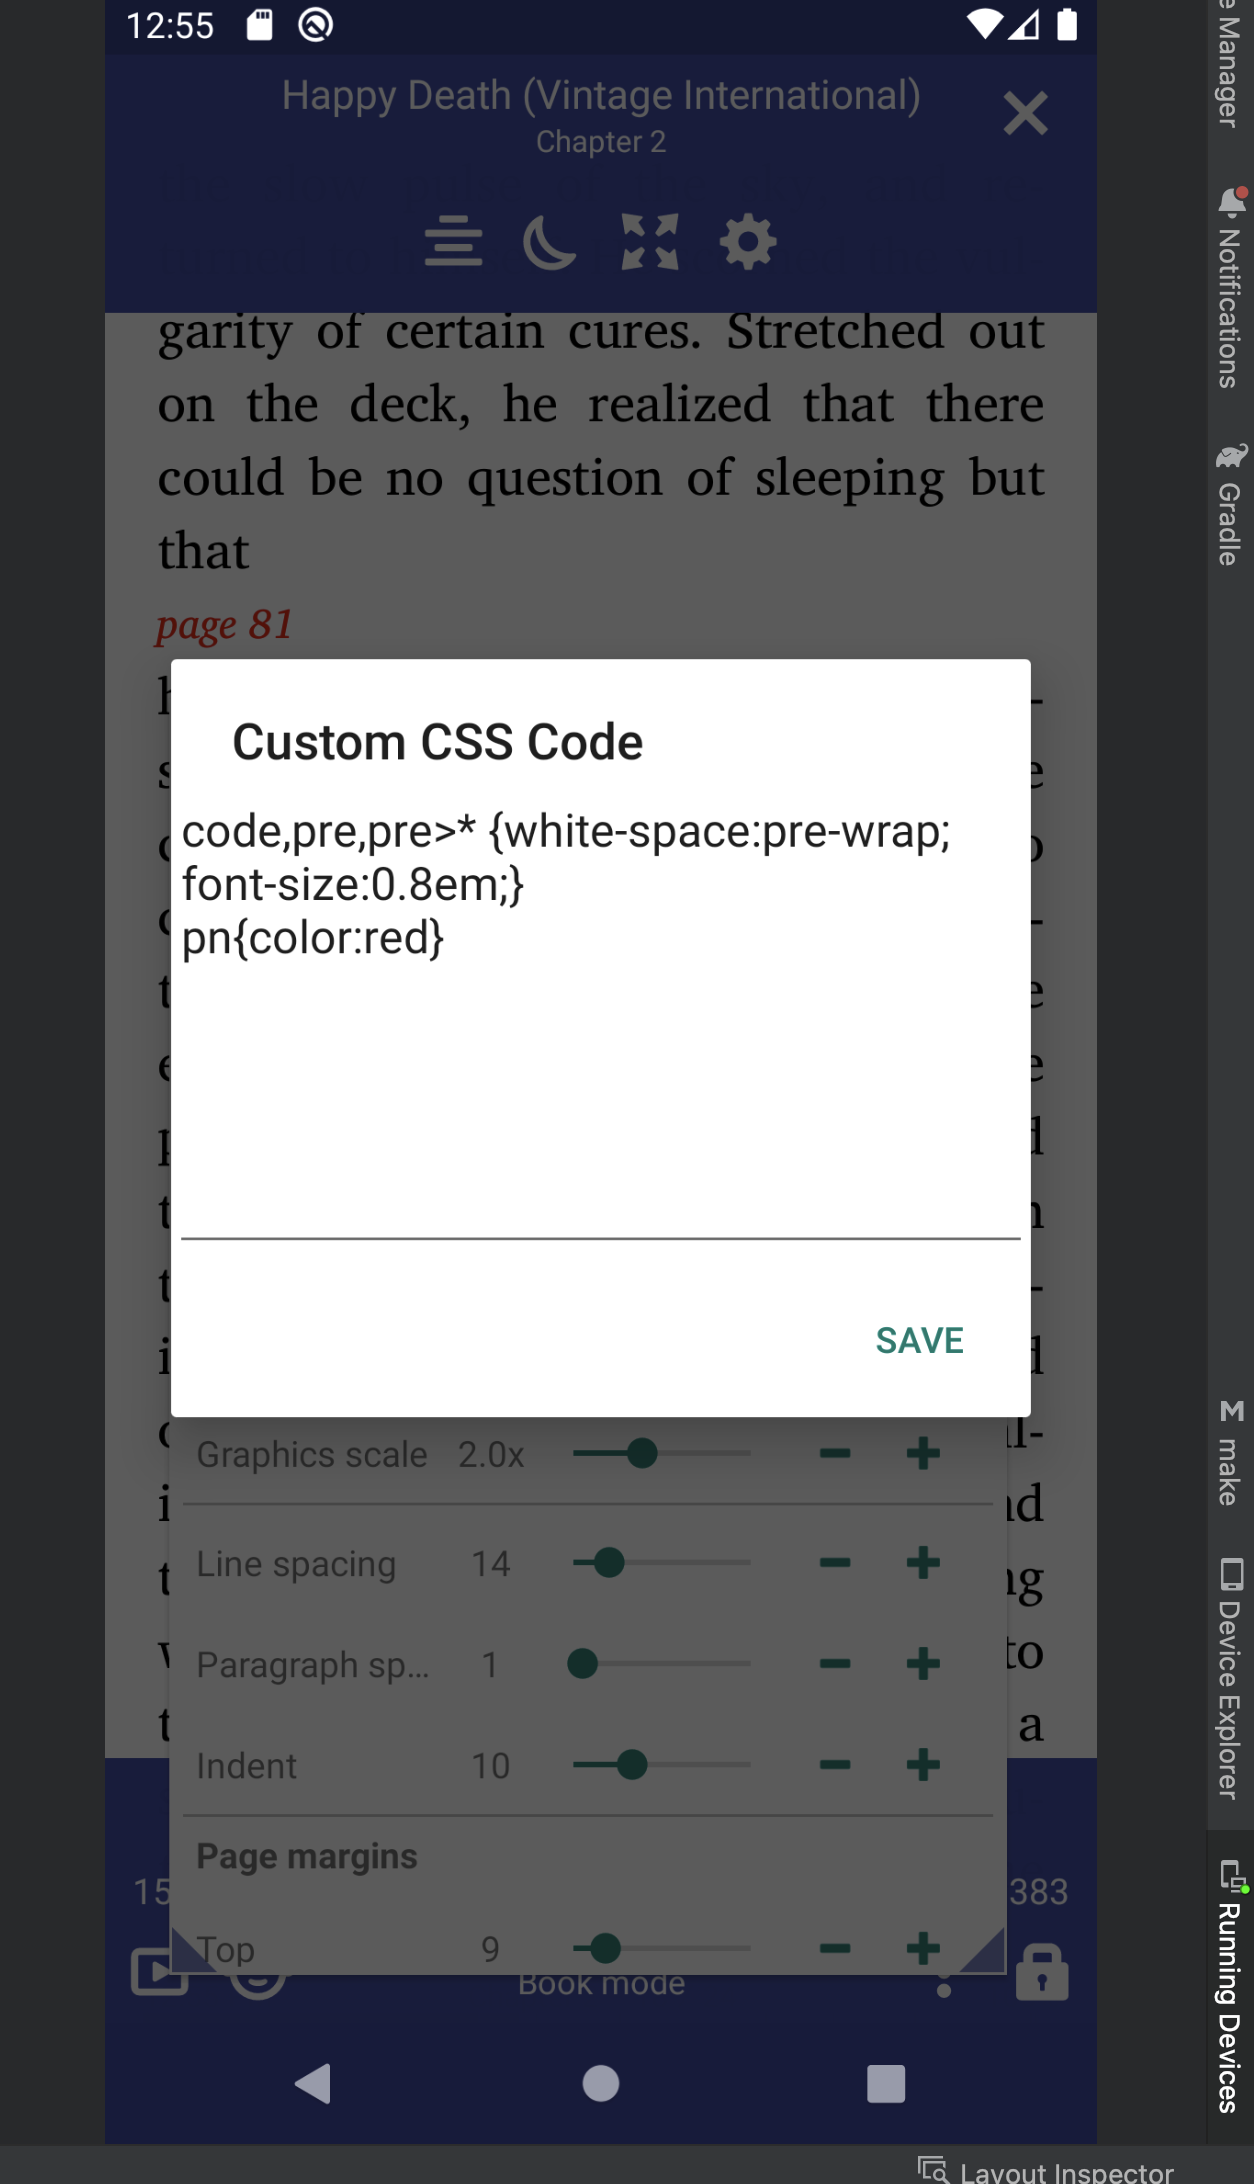 12:55
Happy Death (Vintage International)
Chapter 2
garity of certain cures. Stretched out
on the deck, he realized that there
could be no question of sleeping but
that
page 81
Custom CSS Code
code,pre,pre>* {white-space:pre-wrap;
font-size:0.8em;}
pn{color:red}
SAVE
Graphics scale 2.0x
Line spacing 14
Paragraph sp... 1
to
Indent 10
a
Page margins
15
383
Top 9
Book mode
Manager
Notifications
Gradle
M make
Device Explorer
Running Devices
Layout Inspector